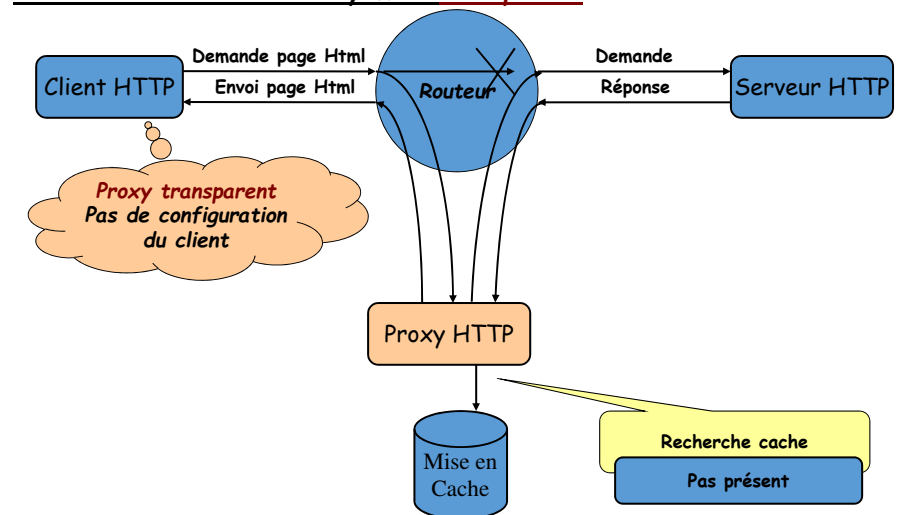 Demande page Html
Demande
Client HTTP
Envoi page Html
Routeur
Réponse
Serveur HTTP
Proxy transparent
Pas de configuration
du client
Proxy HTTP
Recherche cache
Mise en
Cache
Pas présent